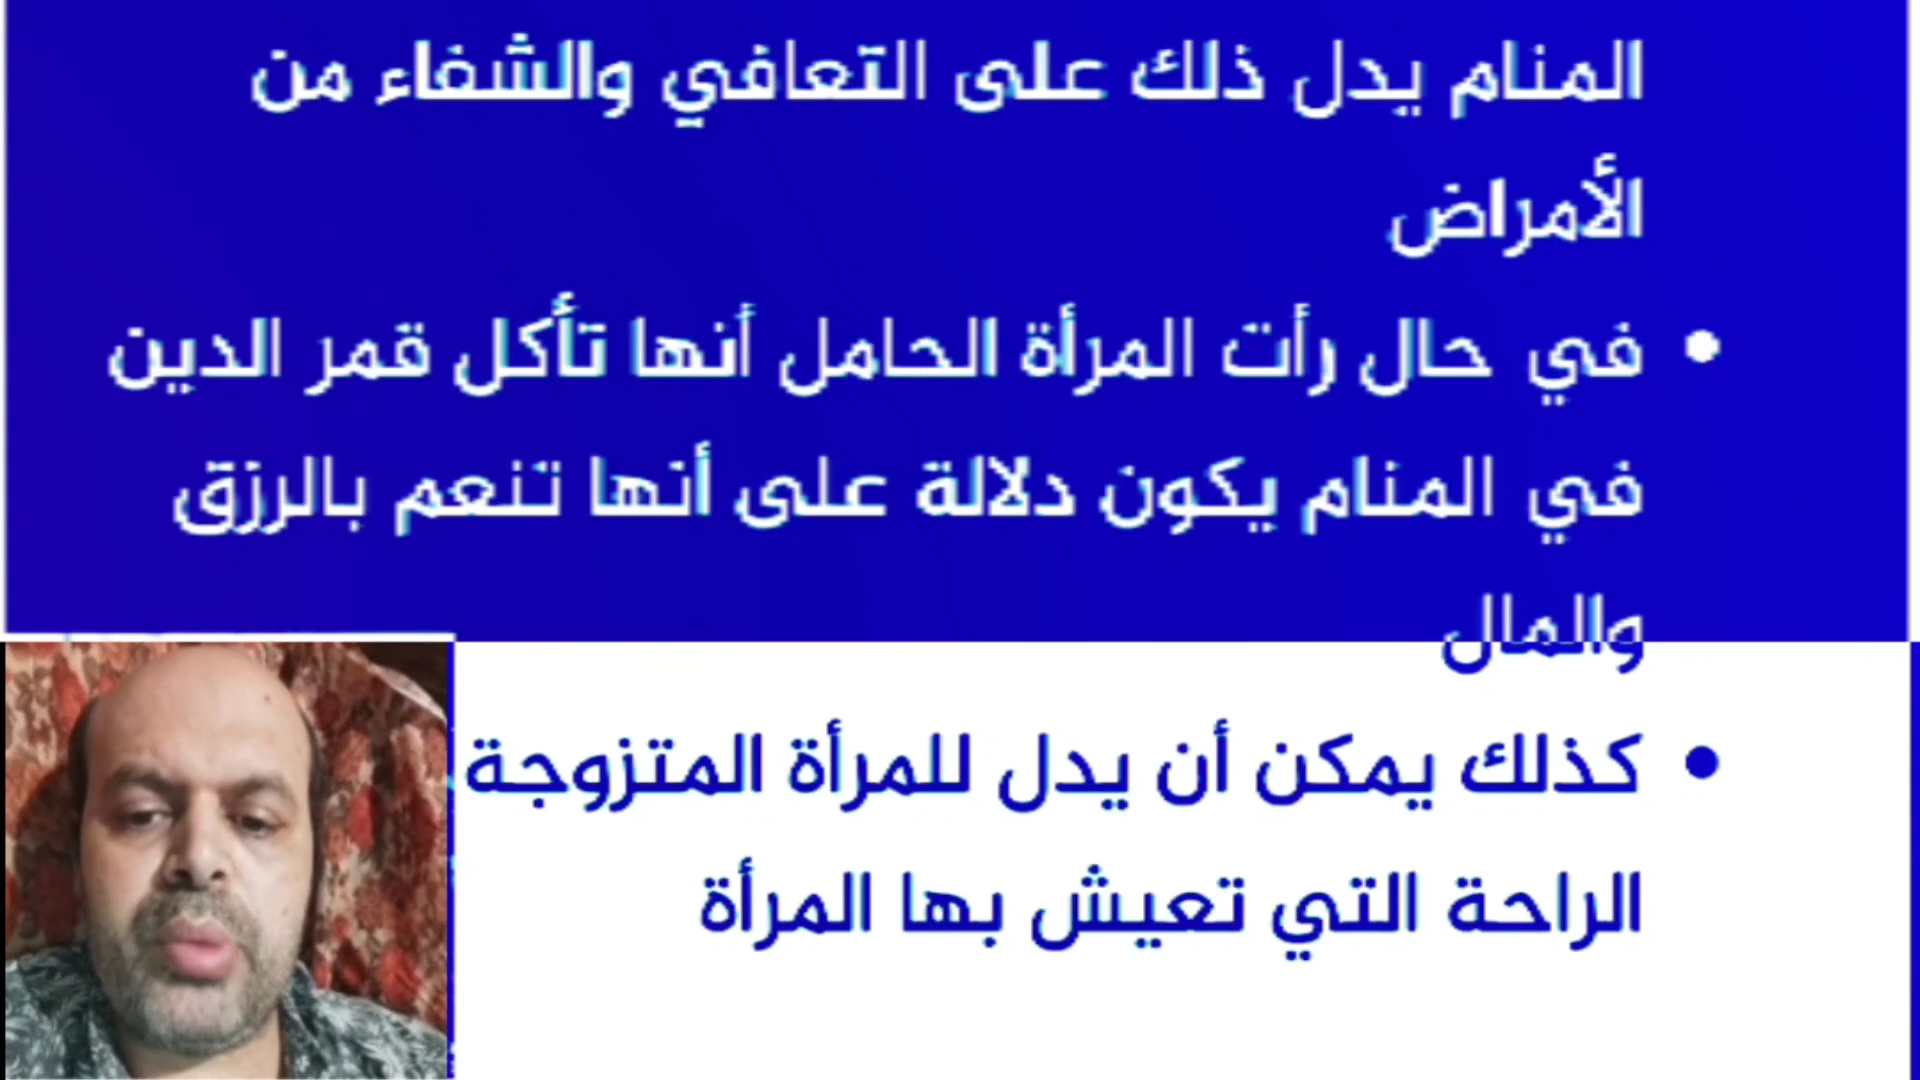 المنام يدل ذلك على التعافي والشفاء من
الأمراض
• في حال رأت المرأة الحامل أنها تأكل قمر الدين
في المنام يكون دلالة على أنها تنعم بالرزق
والمال
• كذلك يمكن أن يدل للمرأة المتزوجة
الراحة التي تعيش بها المرأة